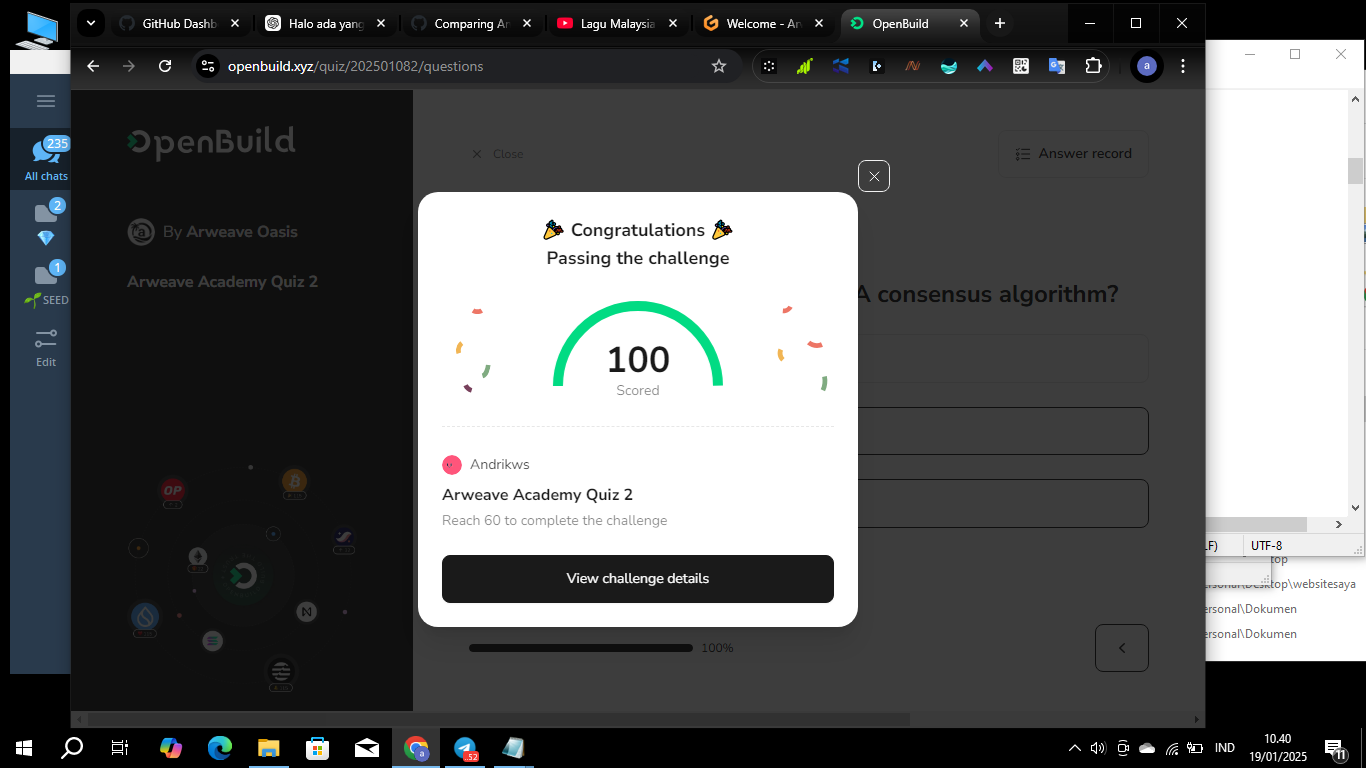 GitHub Dashb
Halo ada yang
Comparing Ar
Lagu Malaysia
Welcome - Arv
OpenBuild
openbuild.xyz/quiz/202501082/questions
a
235
All chats
2
1
SEED
Edit
OpenBuild
By Arweave Oasis
Arweave Academy Quiz 2
Close
Answer record
A consensus algorithm?
Congratulations
Passing the challenge
100
Scored
Andrikws
Arweave Academy Quiz 2
Reach 60 to complete the challenge
View challenge details
100%
OP
LF)
UTF-8
top
ersonal\Desktop\websitesaya
ersonal\Dokumen
ersonal\Dokumen
IND
10.40
19/01/2025
11